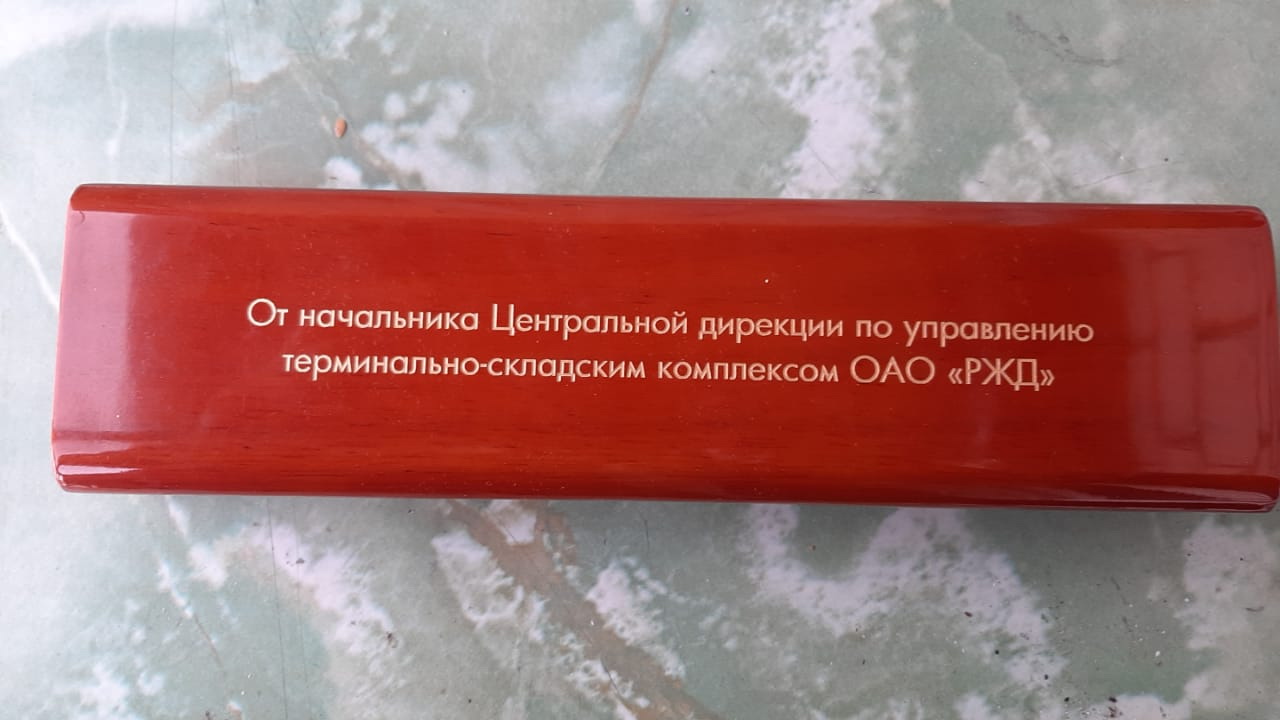 От начальника Центральной дирекции по управлению
терминально-складским комплексом ОАО «РЖД»